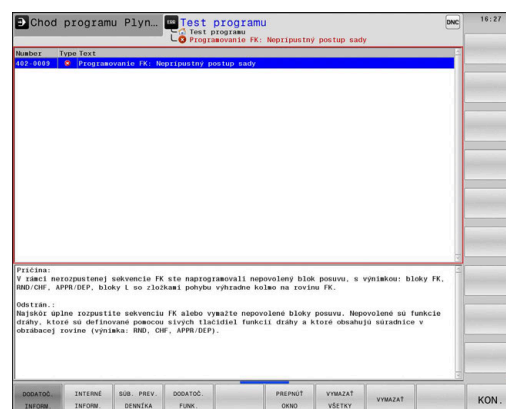 Chod programu Plyn…
Test programu
DNC
16:27
Test programu
Programovanie FK: Neprípustný postup sady
Number Type Text
402-0009 Programovanie FK: Neprípustný postup sady
Príčina:
V rámci nerozpustenej sekvencie FK ste naprogramovali nepovolený blok posuvu, s výnimkou: bloky FK,
RND/CHF, APPR/DEP, bloky L so zložkami pohybu výhradne kolmo na rovinu FK.
Odstrán.:
Najskôr úplne rozpustite sekvenciu FK alebo vymažte nepovolené bloky posuvu. Nepovolené sú funkcie
dráhy, ktoré sú definované pomocou sivých tlačidiel funkcií dráhy a ktoré obsahujú súradnice v
obrábacej rovine (výnimka: RND, CHF, APPR/DEP).
DODATOČ. INFORM.
INTERNÉ INFORM.
SÚB. PREV. DENNÍKA
DODATOČ. FUNK.
PREPNÚŤ OKNO
VYMAZAŤ VŠETKY
VYMAZAŤ
KON.